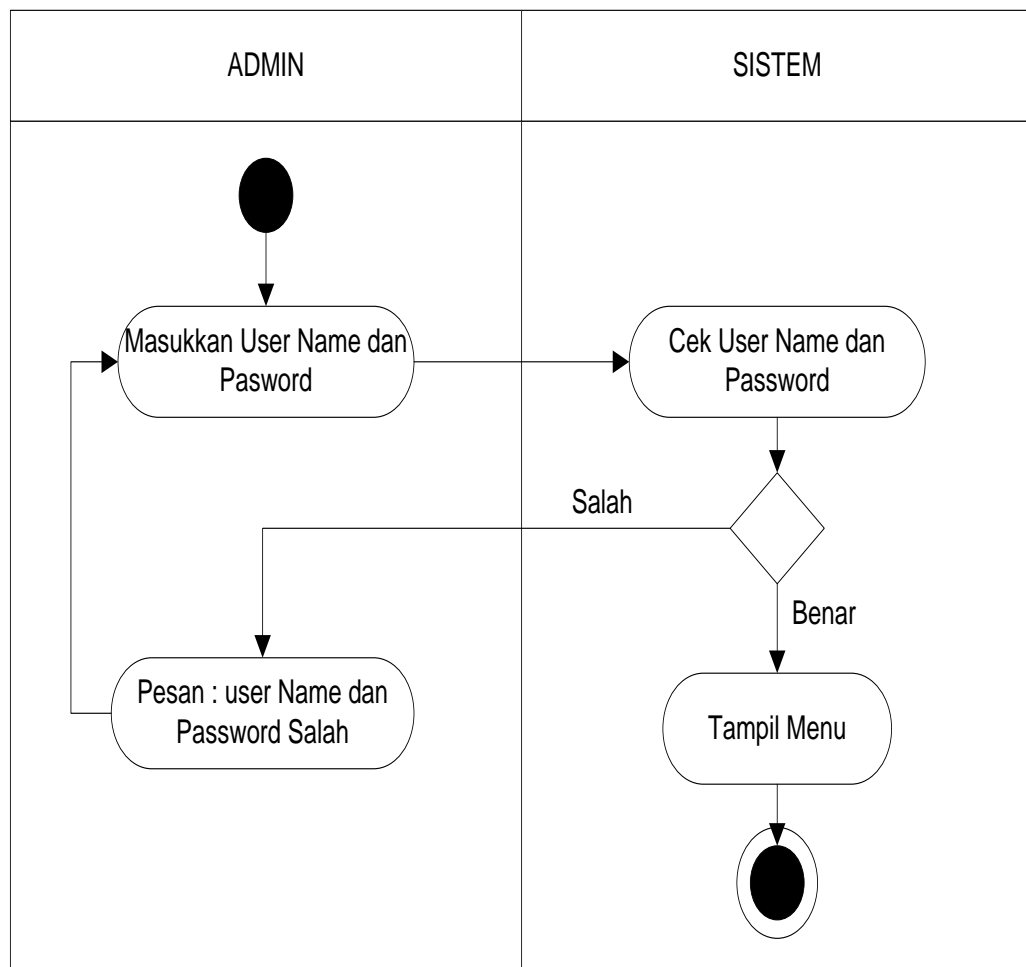 ADMIN
SISTEM
Masukkan User Name dan
Pasword
Cek User Name dan
Password
Salah
Benar
Pesan : user Name dan
Password Salah
Tampil Menu